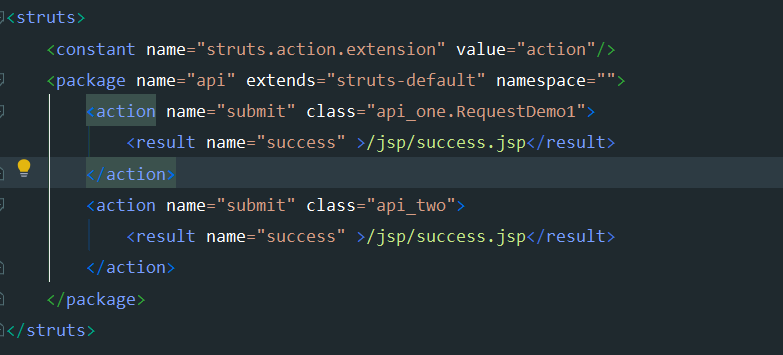 <struts>
<constant name="struts.action.extension" value="action"/>
<package name="api" extends="struts-default" namespace="">
<action name="submit" class="api_one.RequestDemo1">
<result name="success" >/jsp/success.jsp</result>
</action>
<action name="submit" class="api_two">
<result name="success" >/jsp/success.jsp</result>
</action>
</package>
</struts>